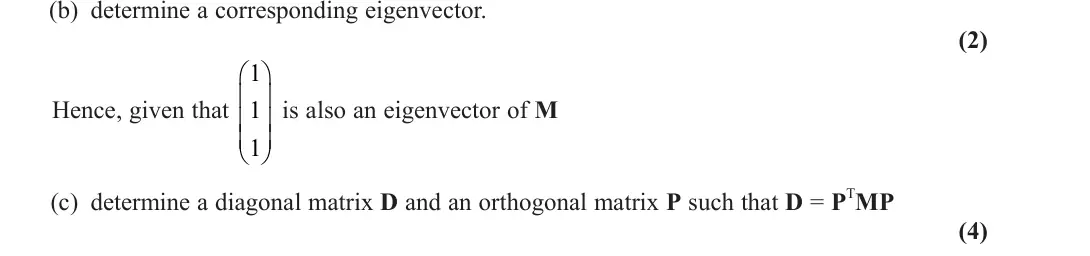 (b) determine a corresponding eigenvector.
(2)
1
Hence, given that 1 is also an eigenvector of M
1
(c) determine a diagonal matrix D and an orthogonal matrix P such that D = PᵀMP
(4)